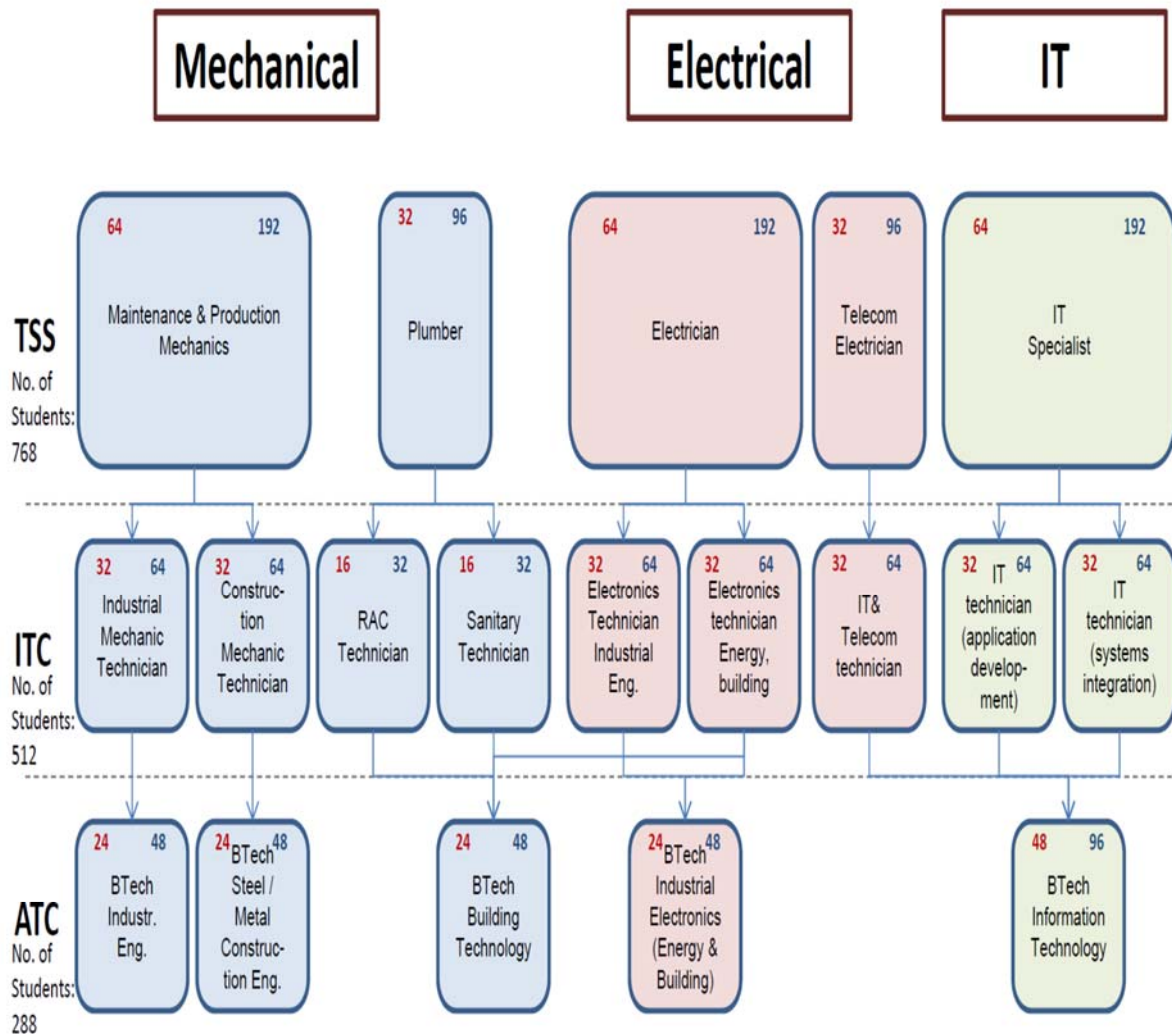 Mechanical
Electrical
IT
TSS
No. of
Students:
768
64 192
Maintenance & Production
Mechanics
32 96
Plumber
64 192
Electrician
32 96
Telecom
Electrician
64 192
IT
Specialist
ITC
No. of
Students:
512
32 64
Industrial
Mechanic
Technician
32 64
Construc-
tion
Mechanic
Technician
16 32
RAC
Technician
16 32
Sanitary
Technician
32 64
Electronics
Technician
Industrial
Eng.
32 64
Electronics
technician
Energy,
building
32 64
IT&
Telecom
technician
32 64
IT
technician
(application
develop-
ment)
32 64
IT
technician
(systems
integration)
ATC
No. of
Students:
288
24 48
BTech
Industr.
Eng.
24 48
BTech
Steel /
Metal
Construc-
tion Eng.
24 48
BTech
Building
Technology
24 48
BTech
Industrial
Electronics
(Energy &
Building)
48 96
BTech
Information
Technology